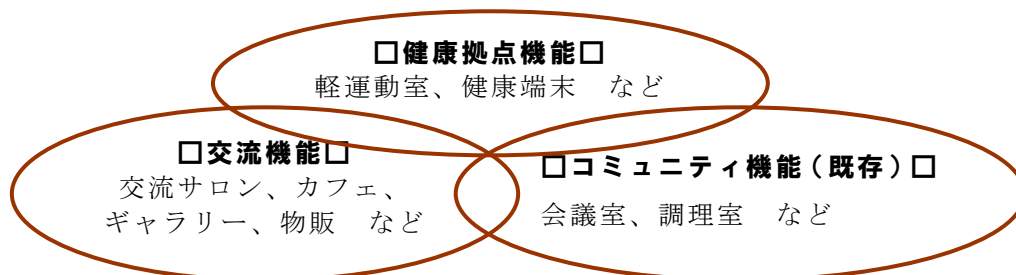 □健康拠点機能□
軽運動室、健康端末　など
□交流機能□
交流サロン、カフェ、
ギャラリー、物販　など
□コミュニティ機能（既存）□
会議室、調理室　など